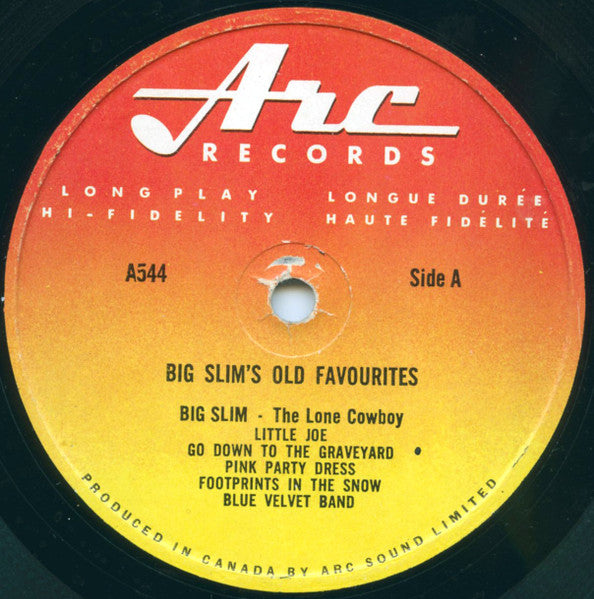 Arc
RECORDS
LONG PLAY
HI-FIDELITY
LONGUE DURÉE
HAUTE FIDÉLITÉ
A544
Side A
BIG SLIM'S OLD FAVOURITES
BIG SLIM - The Lone Cowboy
LITTLE JOE
GO DOWN TO THE GRAVEYARD
PINK PARTY DRESS
FOOTPRINTS IN THE SNOW
BLUE VELVET BAND
PRODUCED IN CANADA BY ARC SOUND LIMITED